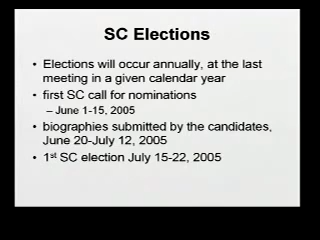 SC Elections
• Elections will occur annually, at the last
meeting in a given calendar year
• first SC call for nominations
– June 1-15, 2005
• biographies submitted by the candidates,
June 20-July 12, 2005
• 1st SC election July 15-22, 2005